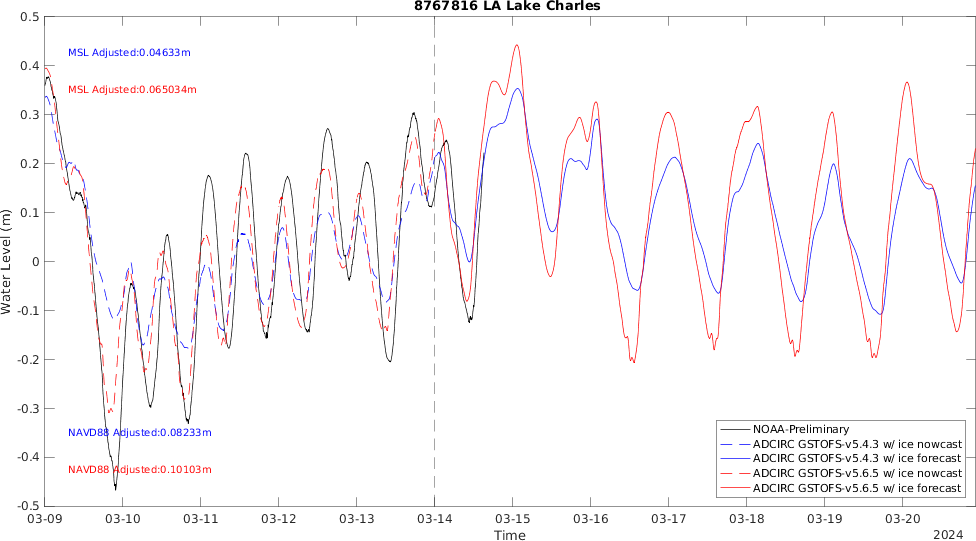 8767816 LA Lake Charles
0.5
0.4
0.3
0.2
0.1
0
-0.1
-0.2
-0.3
-0.4
-0.5
Water Level (m)
MSL Adjusted:0.04633m
MSL Adjusted:0.065034m
NAVD88 Adjusted:0.08233m
NAVD88 Adjusted:0.10103m
NOAA-Preliminary
ADCIRC GSTOFS-v5.4.3 w/ ice nowcast
ADCIRC GSTOFS-v5.4.3 w/ ice forecast
ADCIRC GSTOFS-v5.6.5 w/ ice nowcast
ADCIRC GSTOFS-v5.6.5 w/ ice forecast
03-09 03-10 03-11 03-12 03-13 03-14 03-15 03-16 03-17 03-18 03-19 03-20
Time
2024